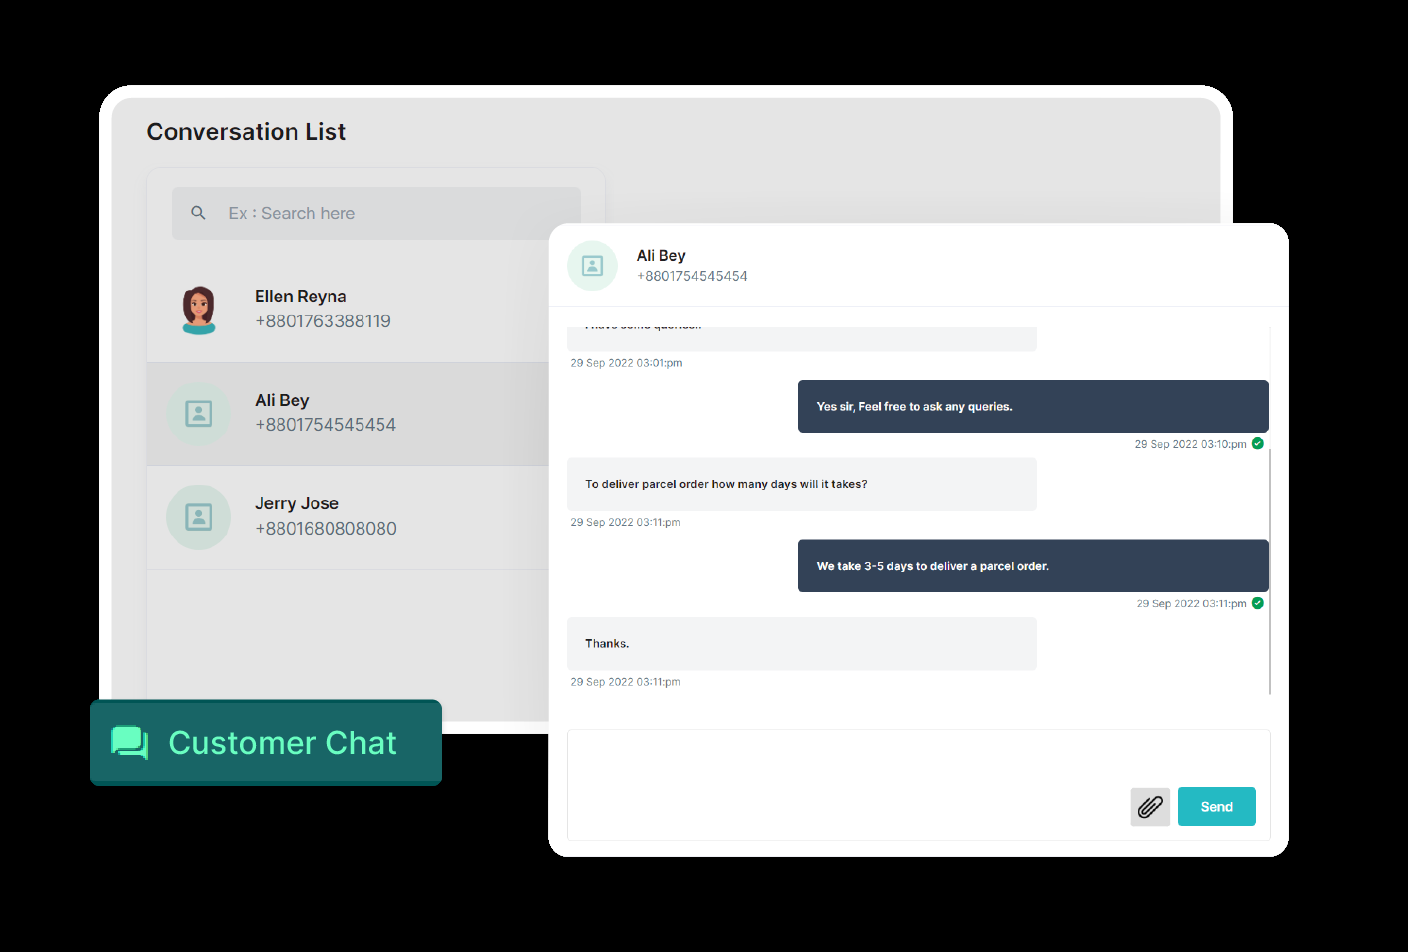 Conversation List
Ex : Search here
Ellen Reyna
+8801763388119
Ali Bey
+8801754545454
Jerry Jose
+8801680808080
Customer Chat
Ali Bey
+8801754545454
I have some queries.
29 Sep 2022 03:01:pm
Yes sir, Feel free to ask any queries.
29 Sep 2022 03:10:pm
To deliver parcel order how many days will it takes?
29 Sep 2022 03:11:pm
We take 3-5 days to deliver a parcel order.
29 Sep 2022 03:11:pm
Thanks.
29 Sep 2022 03:11:pm
Send